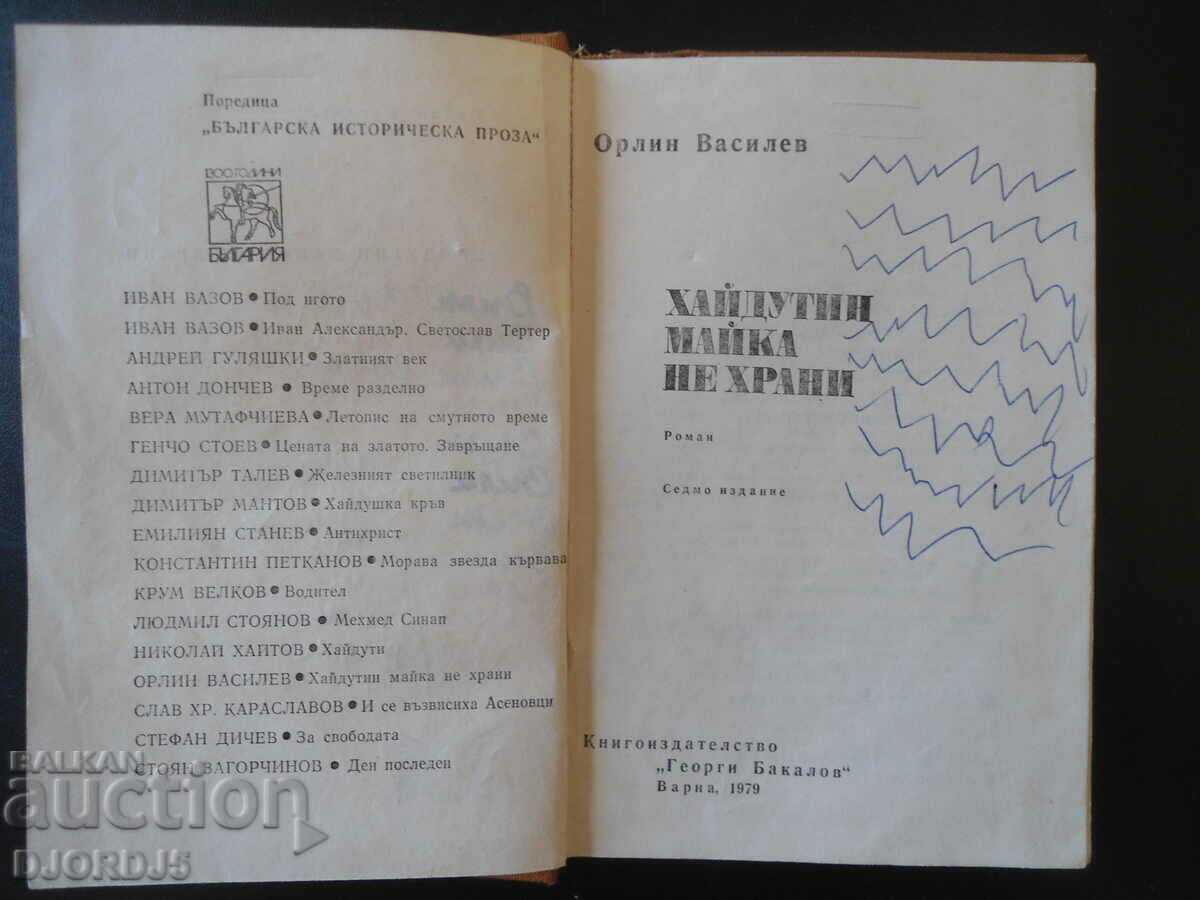 Поредица
„БЪЛГАРСКА ИСТОРИЧЕСКА ПРОЗА“
1300 ГОДИНИ
БЪЛГАРИЯ
ИВАН ВАЗОВ ● Под игото
ИВАН ВАЗОВ ● Иван Александър. Светослав Тертер
АНДРЕЙ ГУЛЯШКИ ● Златният век
АНТОН ДОНЧЕВ ● Време разделно
ВЕРА МУТАФЧИЕВА ● Летопис на смутното време
ГЕНЧО СТОЕВ ● Цената на златото. Завръщане
ДИМИТЪР ТАЛЕВ ● Железният светилник
ДИМИТЪР МАНТОВ ● Хайдушка кръв
ЕМИЛИЯН СТАНЕВ ● Антихрист
КОНСТАНТИН ПЕТКАНОВ ● Морава звезда кървава
КРУМ ВЕЛКОВ ● Водител
ЛЮДМИЛ СТОЯНОВ ● Мехмед Синап
НИКОЛАЙ ХАЙТОВ ● Хайдути
ОРЛИН ВАСИЛЕВ ● Хайдутин майка не храни
СЛАВ ХР. КАРАСЛАВОВ ● И се възвисиха Асеновци
СТЕФАН ДИЧЕВ ● За свободата
СТОЯН ЗАГОРЧИНОВ ● Ден последен
Орлин Василев
ХАЙДУТИН
МАЙКА
НЕ ХРАНИ
Роман
Седмо издание
Книгоиздателство
„Георги Бакалов“
Варна, 1979
BALKAN
auction
DJORDJ5